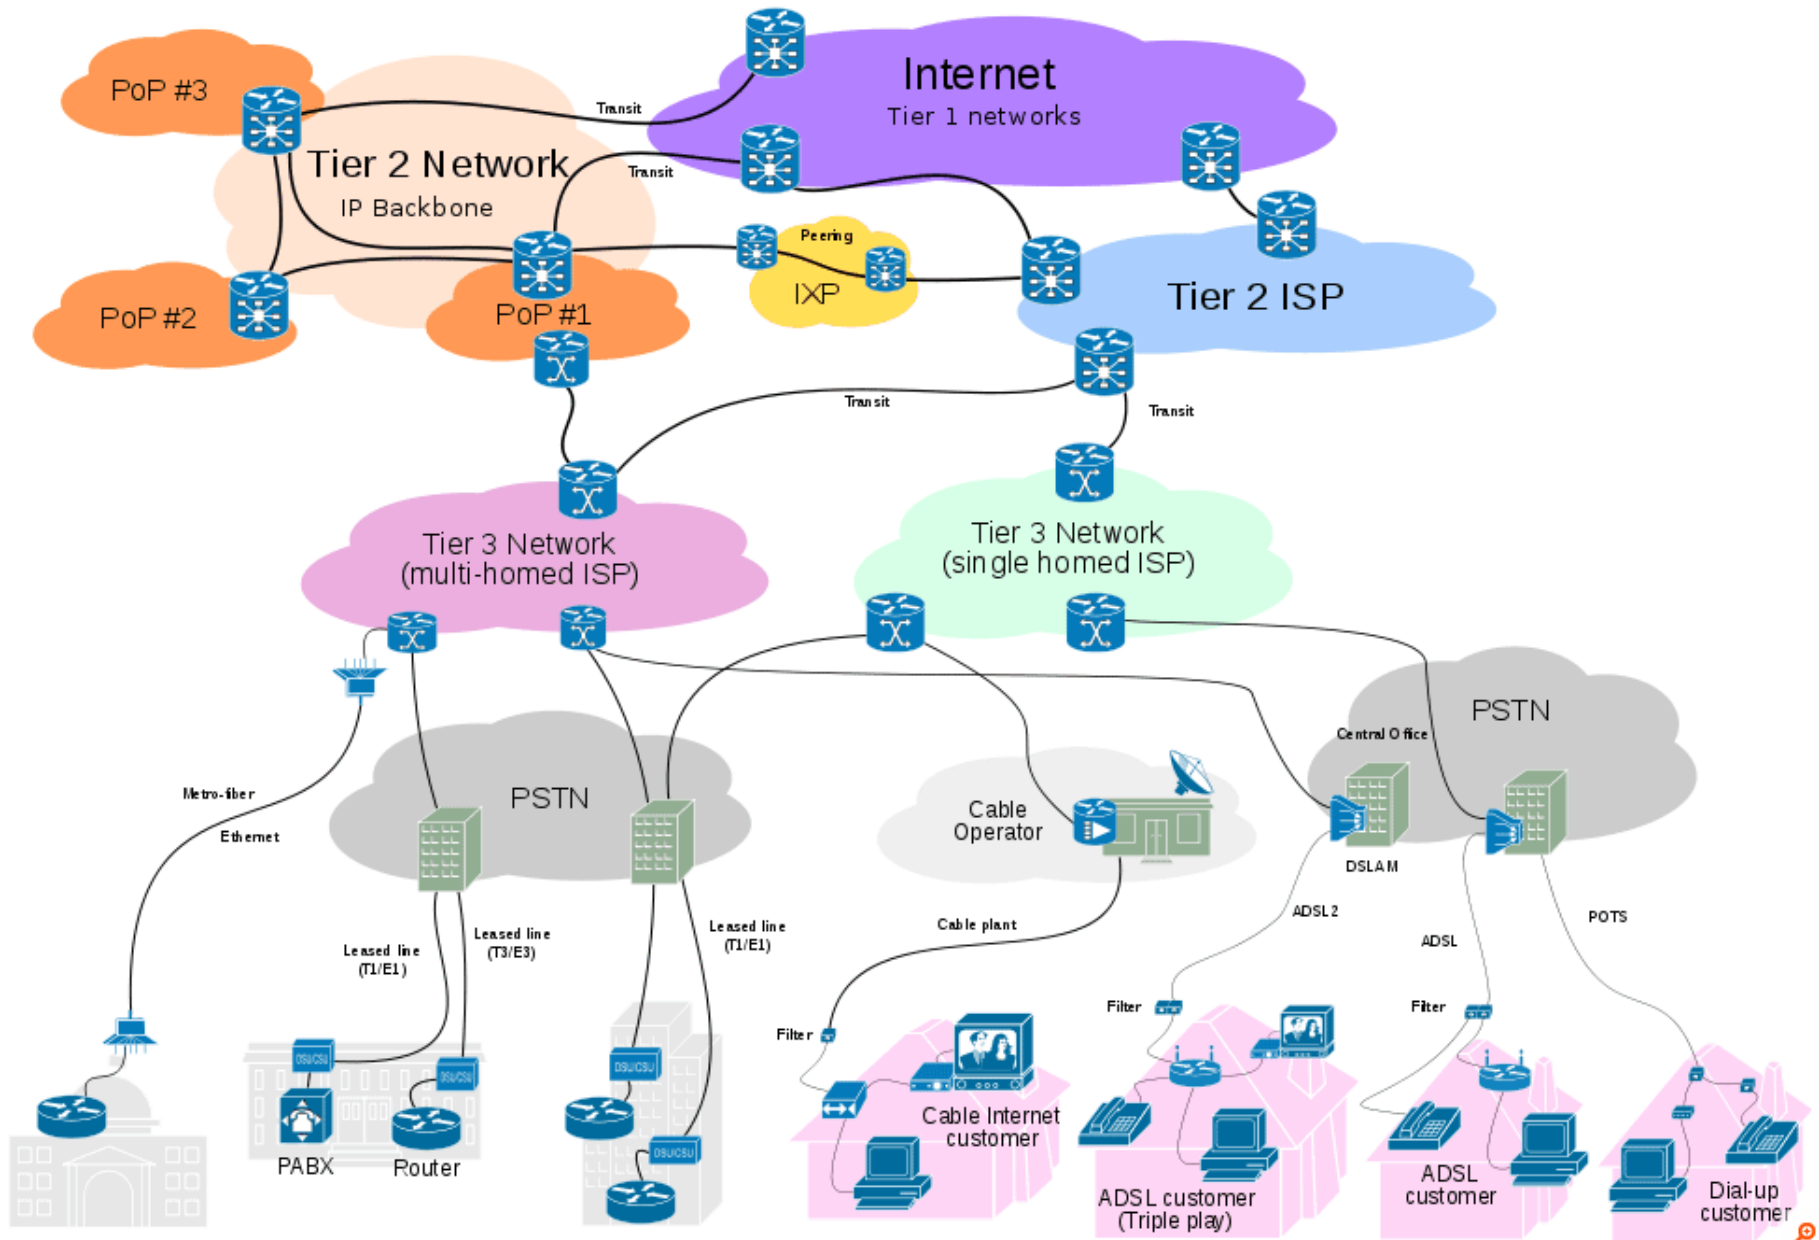 PoP #3
Transit
Internet
Tier 1 networks
Tier 2 Network
IP Backbone
Transit
Peering
IXP
PoP #2
PoP #1
Tier 2 ISP
Transit
Transit
Tier 3 Network
(multi-homed ISP)
Tier 3 Network
(single homed ISP)
PSTN
PSTN
Central Office
Metro-fiber
Ethernet
Cable
Operator
DSLAM
Leased line
(T1/E1)
Leased line
(T3/E3)
Leased line
(T1/E1)
Cable plant
ADSL2
ADSL
POTS
Filter
Filter
Filter
DSU/CSU
DSU/CSU
DSU/CSU
DSU/CSU
PABX
Router
Cable Internet
customer
ADSL customer
(Triple play)
ADSL
customer
Dial-up
customer